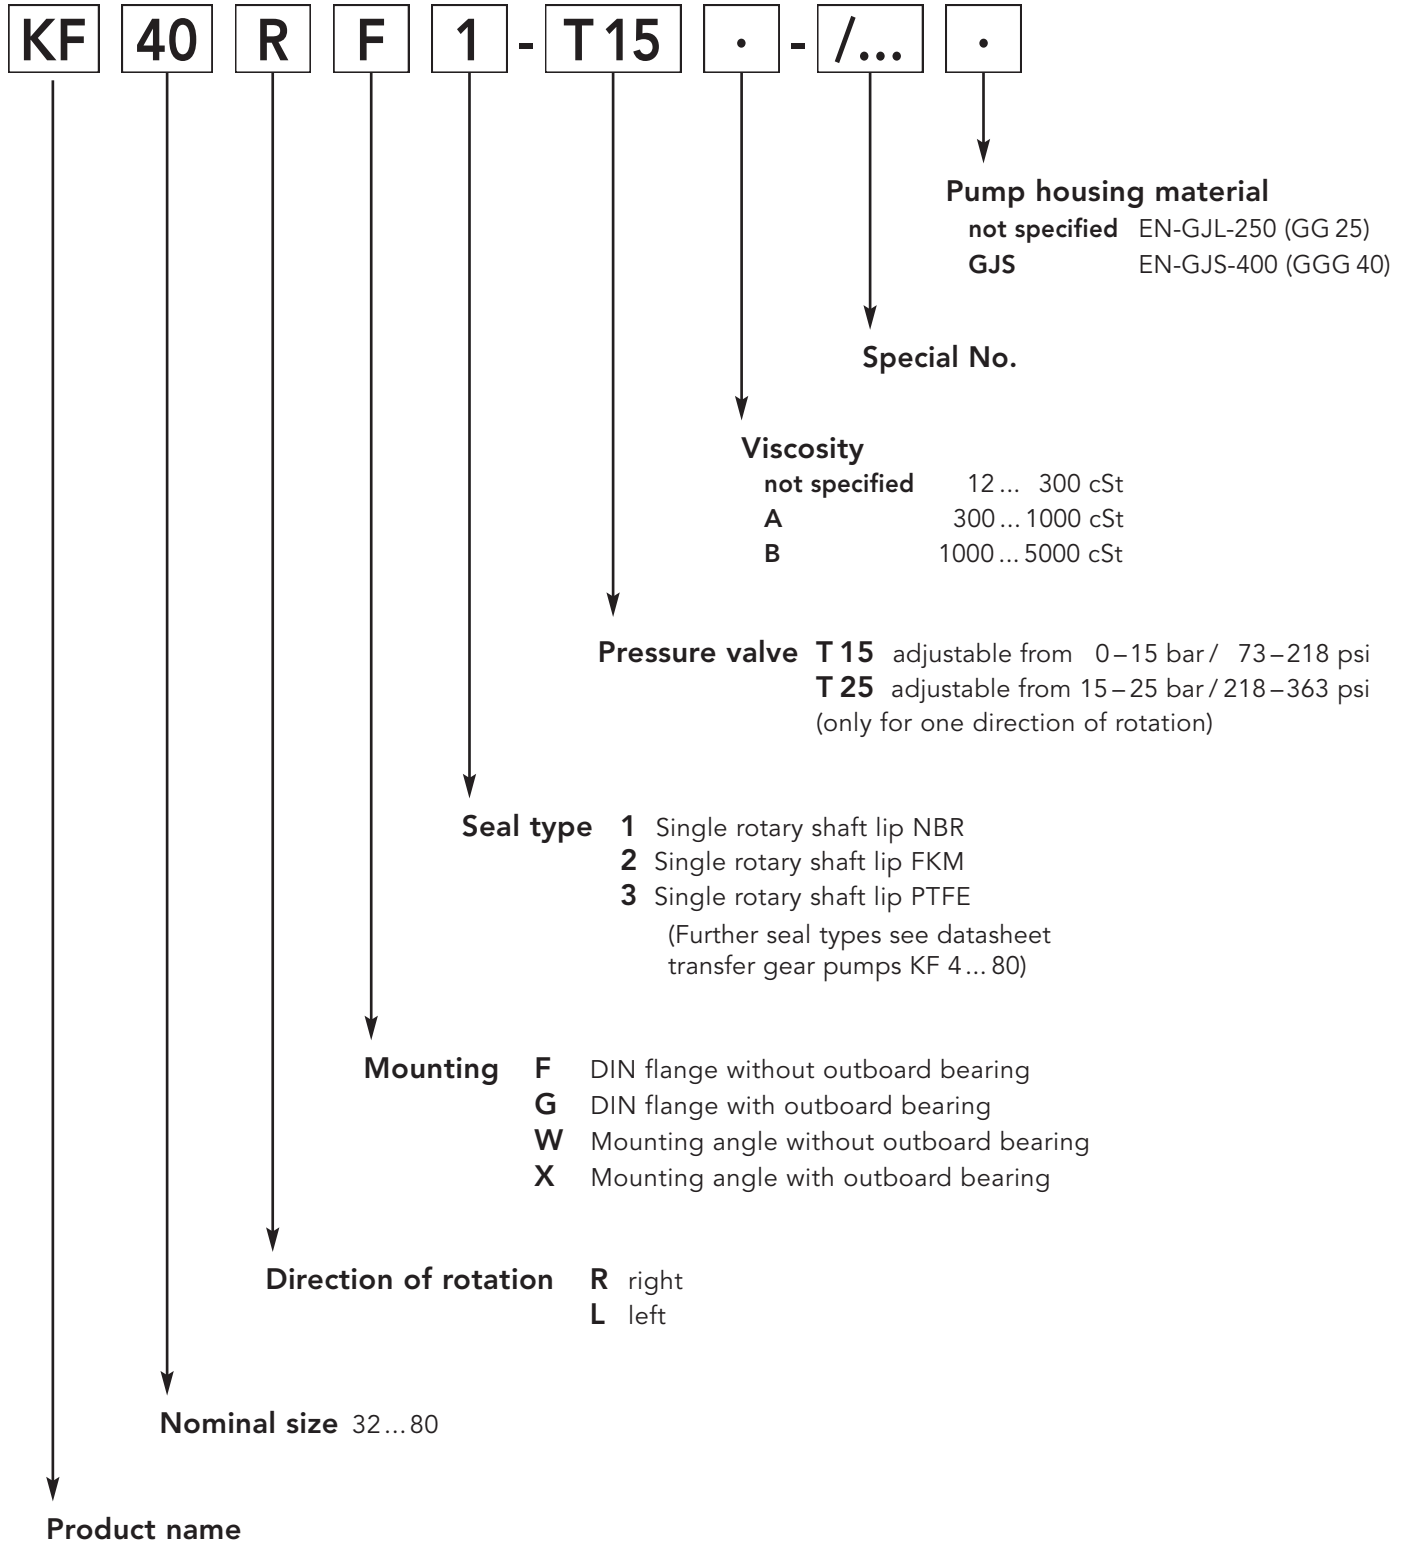 KF 40 R F 1 - T 15 · - /... ·
Pump housing material
not specified EN-GJL-250 (GG 25)
GJS EN-GJS-400 (GGG 40)
Special No.
Viscosity
not specified 12 ... 300 cSt
A 300 ... 1000 cSt
B 1000 ... 5000 cSt
Pressure valve T 15 adjustable from 0 – 15 bar / 73 – 218 psi
T 25 adjustable from 15 – 25 bar / 218 – 363 psi
(only for one direction of rotation)
Seal type 1 Single rotary shaft lip NBR
2 Single rotary shaft lip FKM
3 Single rotary shaft lip PTFE
(Further seal types see datasheet
transfer gear pumps KF 4 ... 80)
Mounting F DIN flange without outboard bearing
G DIN flange with outboard bearing
W Mounting angle without outboard bearing
X Mounting angle with outboard bearing
Direction of rotation R right
L left
Nominal size 32 ... 80
Product name